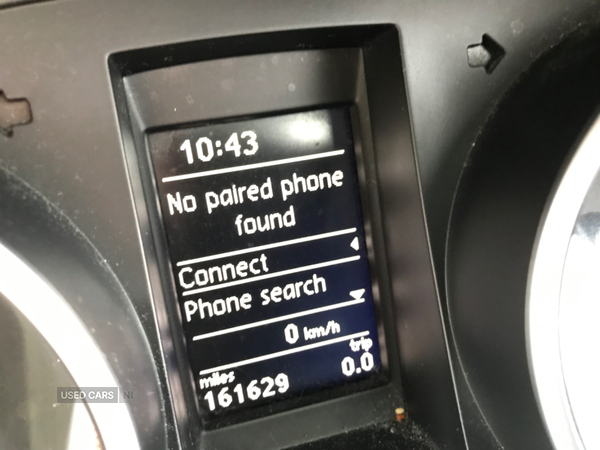 10:43
No paired phone
found
Connect
Phone search
0 km/h
miles trip
161629 0.0
USED CARS NI